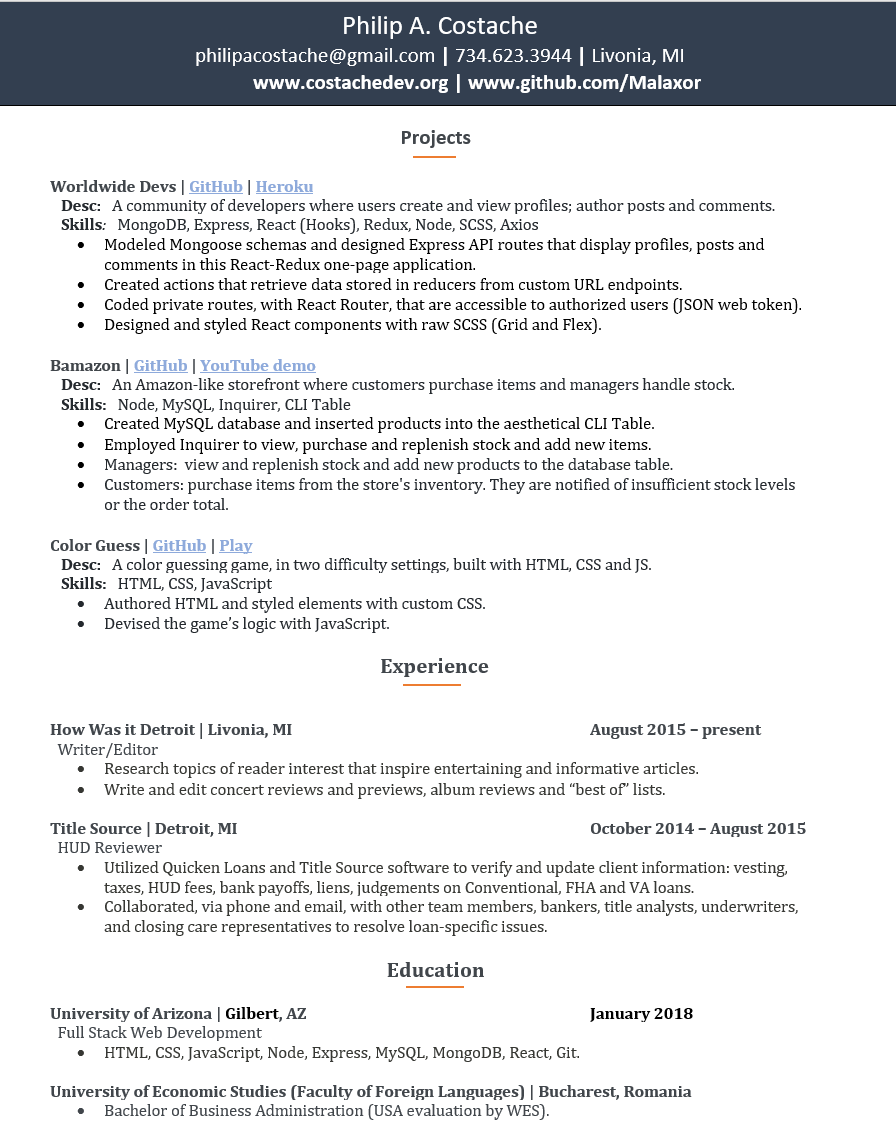 Philip A. Costache
philipacostache@gmail.com | 734.623.3944 | Livonia, MI
www.costachedev.org | www.github.com/Malaxor
Projects
Worldwide Devs | GitHub | Heroku
Desc: A community of developers where users create and view profiles; author posts and comments.
Skills: MongoDB, Express, React (Hooks), Redux, Node, SCSS, Axios
• Modeled Mongoose schemas and designed Express API routes that display profiles, posts and
comments in this React-Redux one-page application.
• Created actions that retrieve data stored in reducers from custom URL endpoints.
• Coded private routes, with React Router, that are accessible to authorized users (JSON web token).
• Designed and styled React components with raw SCSS (Grid and Flex).
Bamazon | GitHub | YouTube demo
Desc: An Amazon-like storefront where customers purchase items and managers handle stock.
Skills: Node, MySQL, Inquirer, CLI Table
• Created MySQL database and inserted products into the aesthetical CLI Table.
• Employed Inquirer to view, purchase and replenish stock and add new items.
• Managers: view and replenish stock and add new products to the database table.
• Customers: purchase items from the store's inventory. They are notified of insufficient stock levels
or the order total.
Color Guess | GitHub | Play
Desc: A color guessing game, in two difficulty settings, built with HTML, CSS and JS.
Skills: HTML, CSS, JavaScript
• Authored HTML and styled elements with custom CSS.
• Devised the game’s logic with JavaScript.
Experience
How Was it Detroit | Livonia, MI August 2015 – present
Writer/Editor
• Research topics of reader interest that inspire entertaining and informative articles.
• Write and edit concert reviews and previews, album reviews and “best of” lists.
Title Source | Detroit, MI October 2014 – August 2015
HUD Reviewer
• Utilized Quicken Loans and Title Source software to verify and update client information: vesting,
taxes, HUD fees, bank payoffs, liens, judgements on Conventional, FHA and VA loans.
• Collaborated, via phone and email, with other team members, bankers, title analysts, underwriters,
and closing care representatives to resolve loan-specific issues.
Education
University of Arizona | Gilbert, AZ January 2018
Full Stack Web Development
• HTML, CSS, JavaScript, Node, Express, MySQL, MongoDB, React, Git.
University of Economic Studies (Faculty of Foreign Languages) | Bucharest, Romania
• Bachelor of Business Administration (USA evaluation by WES).